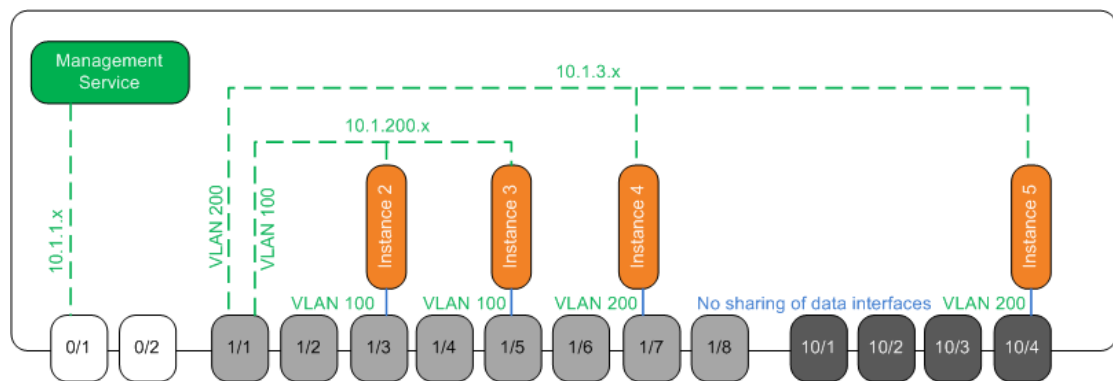 Management
Service
10.1.3.x
10.1.200.x
10.1.1.x
VLAN 200
VLAN 100
Instance 2
Instance 3
Instance 4
Instance 5
VLAN 100
VLAN 100
VLAN 200
No sharing of data interfaces
VLAN 200
0/1
0/2
1/1
1/2
1/3
1/4
1/5
1/6
1/7
1/8
10/1
10/2
10/3
10/4